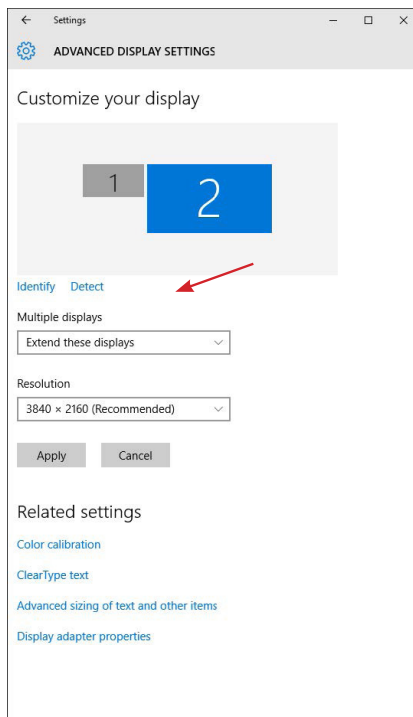 Settings
ADVANCED DISPLAY SETTINGS
Customize your display
1
2
Identify Detect
Multiple displays
Extend these displays
Resolution
3840 × 2160 (Recommended)
Apply Cancel
Related settings
Color calibration
ClearType text
Advanced sizing of text and other items
Display adapter properties